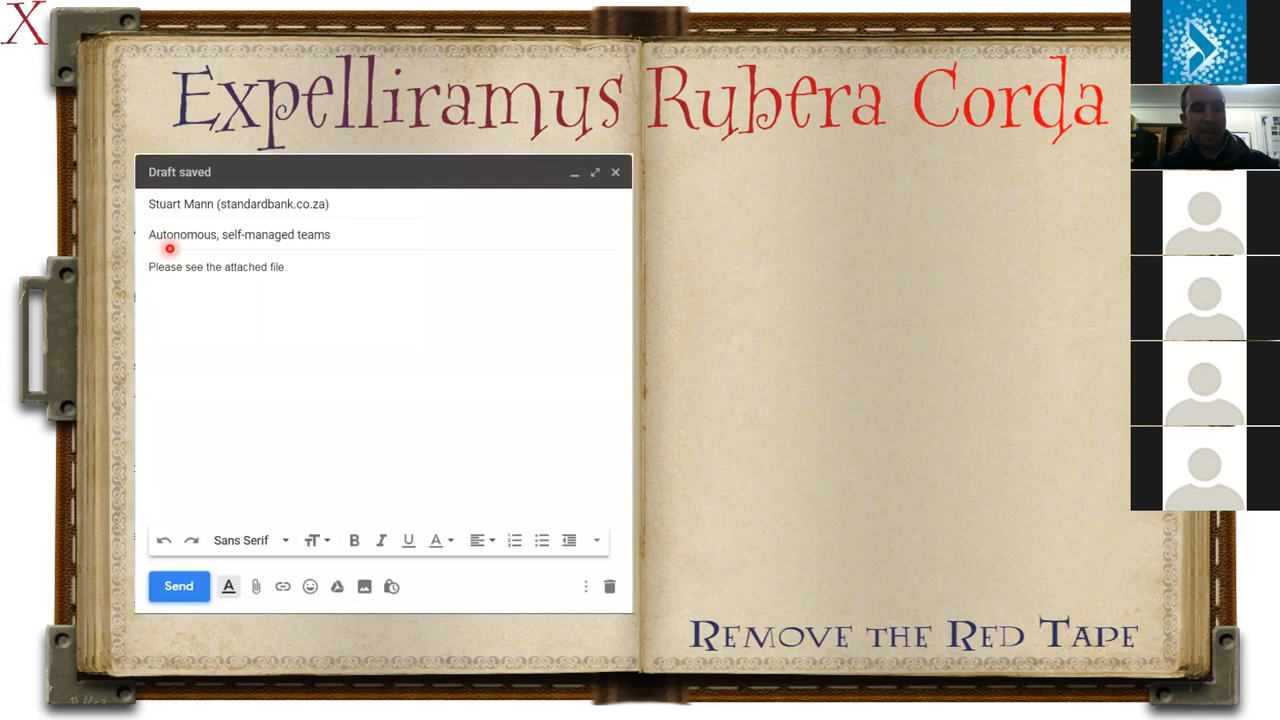 X
Expelliramus Rubera Corda
Draft saved
Stuart Mann (standardbank.co.za)
Autonomous, self-managed teams
Please see the attached file.
Sans Serif
Send
Remove the Red Tape